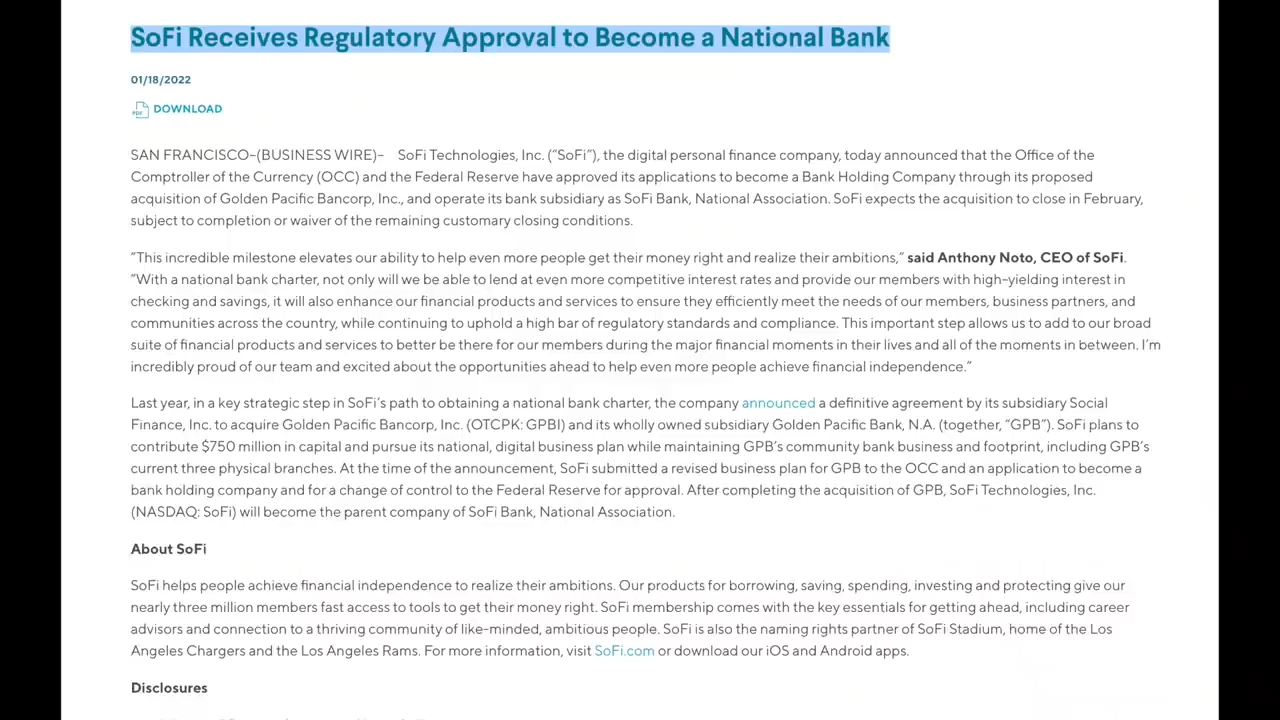 SoFi Receives Regulatory Approval to Become a National Bank
01/18/2022
PDF DOWNLOAD
SAN FRANCISCO–(BUSINESS WIRE)– SoFi Technologies, Inc. (“SoFi”), the digital personal finance company, today announced that the Office of the
Comptroller of the Currency (OCC) and the Federal Reserve have approved its applications to become a Bank Holding Company through its proposed
acquisition of Golden Pacific Bancorp, Inc., and operate its bank subsidiary as SoFi Bank, National Association. SoFi expects the acquisition to close in February,
subject to completion or waiver of the remaining customary closing conditions.
“This incredible milestone elevates our ability to help even more people get their money right and realize their ambitions,” said Anthony Noto, CEO of SoFi.
“With a national bank charter, not only will we be able to lend at even more competitive interest rates and provide our members with high-yielding interest in
checking and savings, it will also enhance our financial products and services to ensure they efficiently meet the needs of our members, business partners, and
communities across the country, while continuing to uphold a high bar of regulatory standards and compliance. This important step allows us to add to our broad
suite of financial products and services to better be there for our members during the major financial moments in their lives and all of the moments in between. I’m
incredibly proud of our team and excited about the opportunities ahead to help even more people achieve financial independence.”
Last year, in a key strategic step in SoFi’s path to obtaining a national bank charter, the company announced a definitive agreement by its subsidiary Social
Finance, Inc. to acquire Golden Pacific Bancorp, Inc. (OTCPK: GPBI) and its wholly owned subsidiary Golden Pacific Bank, N.A. (together, “GPB”). SoFi plans to
contribute $750 million in capital and pursue its national, digital business plan while maintaining GPB’s community bank business and footprint, including GPB’s
current three physical branches. At the time of the announcement, SoFi submitted a revised business plan for GPB to the OCC and an application to become a
bank holding company and for a change of control to the Federal Reserve for approval. After completing the acquisition of GPB, SoFi Technologies, Inc.
(NASDAQ: SoFi) will become the parent company of SoFi Bank, National Association.
About SoFi
SoFi helps people achieve financial independence to realize their ambitions. Our products for borrowing, saving, spending, investing and protecting give our
nearly three million members fast access to tools to get their money right. SoFi membership comes with the key essentials for getting ahead, including career
advisors and connection to a thriving community of like-minded, ambitious people. SoFi is also the naming rights partner of SoFi Stadium, home of the Los
Angeles Chargers and the Los Angeles Rams. For more information, visit SoFi.com or download our iOS and Android apps.
Disclosures